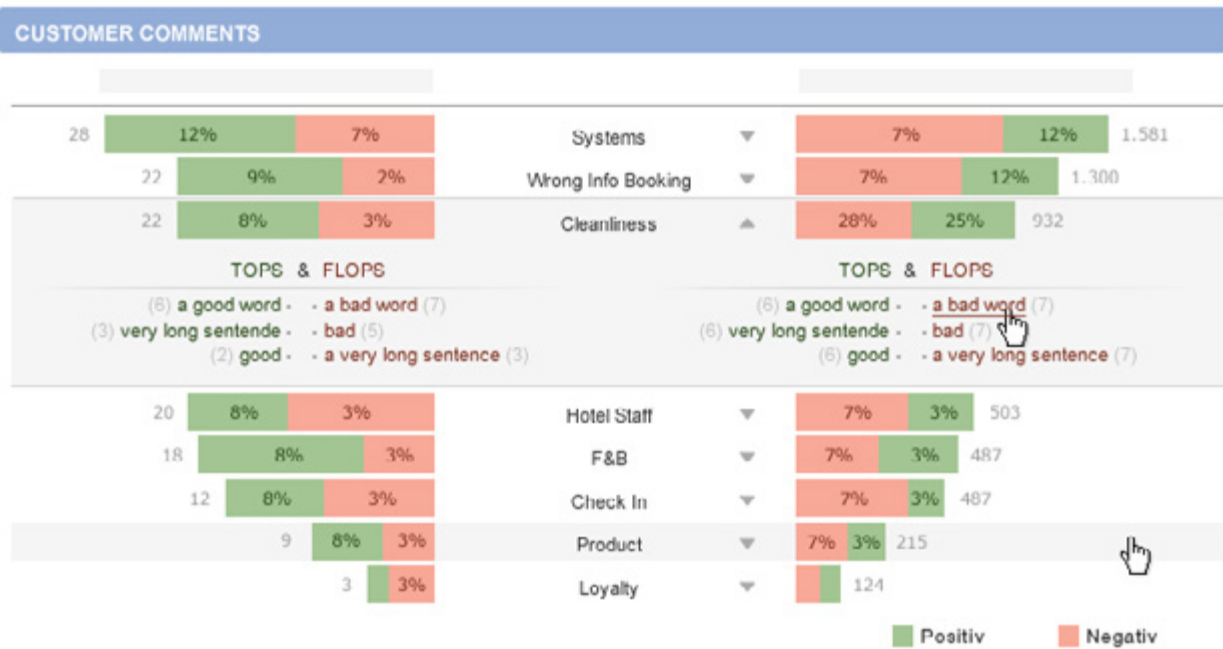 CUSTOMER COMMENTS
28 12% 7% Systems 7% 12% 1.581
22 9% 2% Wrong Info Booking 7% 12% 1.300
22 8% 3% Cleanliness 28% 25% 932
TOPS & FLOPS TOPS & FLOPS
(6) a good word - - a bad word (7) (6) a good word - - a bad word (7)
(3) very long sentende - - bad (5) (6) very long sentende - - bad (7)
(2) good - - a very long sentence (3) (6) good - - a very long sentence (7)
20 8% 3% Hotel Staff 7% 3% 503
18 8% 3% F&B 7% 3% 487
12 8% 3% Check In 7% 3% 487
9 8% 3% Product 7% 3% 215
3 3% Loyalty 124
Positiv Negativ